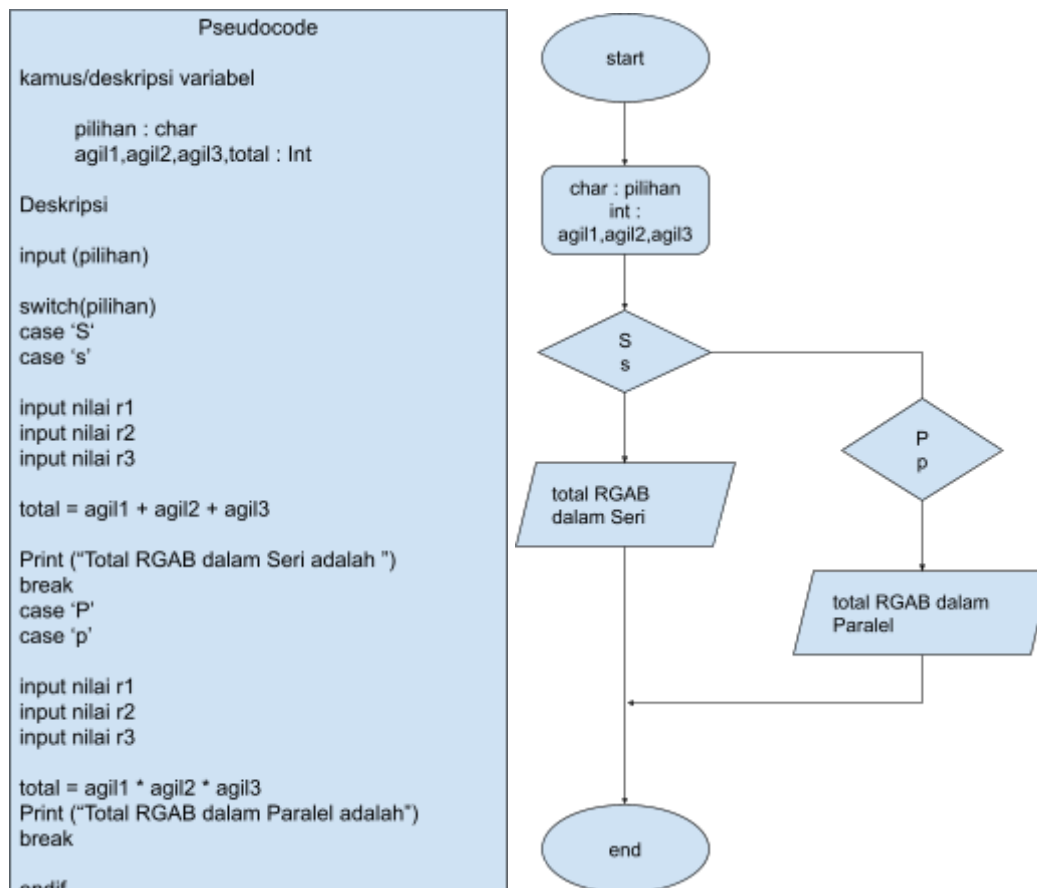 Pseudocode
kamus/deskripsi variabel
pilihan : char
agil1,agil2,agil3,total : Int
Deskripsi
input (pilihan)
switch(pilihan)
case ‘S‘
case ‘s’
input nilai r1
input nilai r2
input nilai r3
total = agil1 + agil2 + agil3
Print (“Total RGAB dalam Seri adalah ”)
break
case ‘P’
case ‘p’
input nilai r1
input nilai r2
input nilai r3
total = agil1 * agil2 * agil3
Print (“Total RGAB dalam Paralel adalah”)
break
endif
start
char : pilihan
int :
agil1,agil2,agil3
S
s
P
p
total RGAB
dalam Seri
total RGAB dalam
Paralel
end